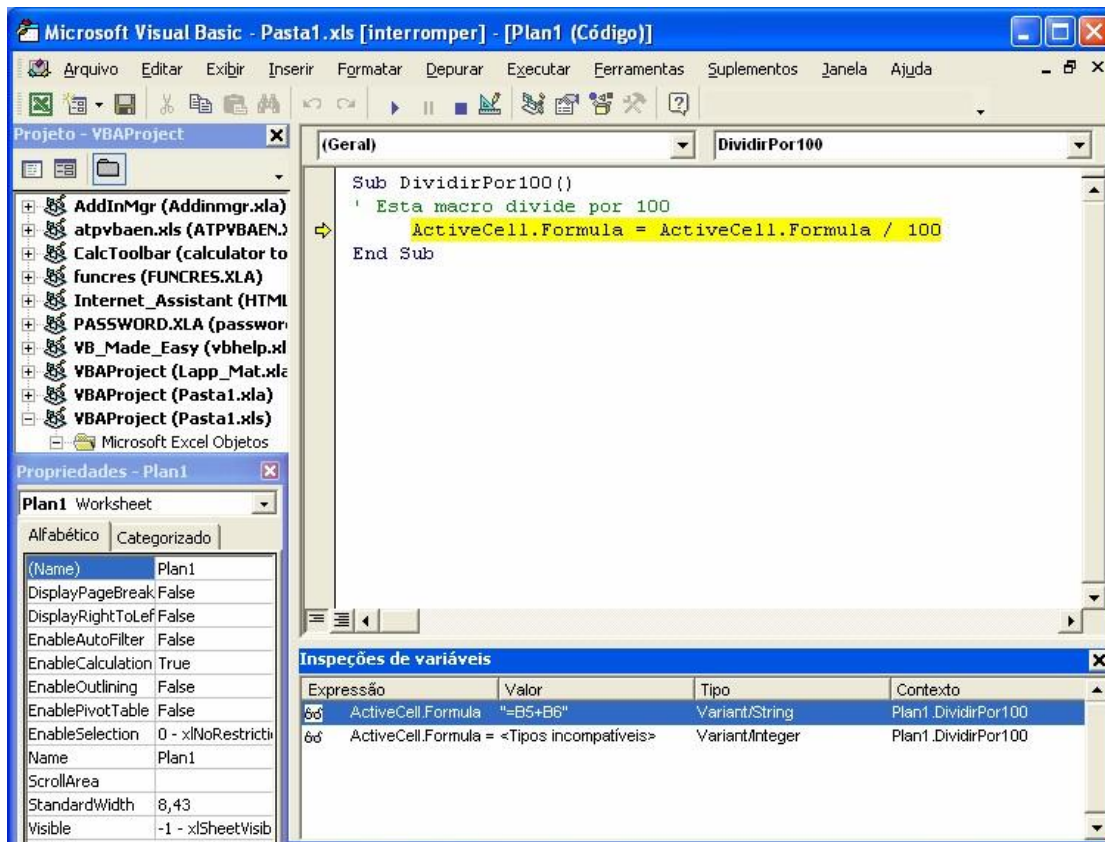 Microsoft Visual Basic - Pasta1.xls [interromper] - [Plan1 (Código)]
Arquivo Editar Exibir Inserir Formatar Depurar Executar Ferramentas Suplementos Janela Ajuda
Projeto - VBAProject
AddInMgr (Addinmgr.xla)
atpvbaen.xls (ATPVBAEN.X
CalcToolbar (calculator to
funcres (FUNCRES.XLA)
Internet_Assistant (HTML
PASSWORD.XLA (passwor
VB_Made_Easy (vbhelp.xl
VBAProject (Lapp_Mat.xla
VBAProject (Pasta1.xla)
VBAProject (Pasta1.xls)
Microsoft Excel Objetos
Propriedades - Plan1
Plan1 Worksheet
Alfabético Categorizado
(Name) Plan1
DisplayPageBreak False
DisplayRightToLef False
EnableAutoFilter False
EnableCalculation True
EnableOutlining False
EnablePivotTable False
EnableSelection 0 - xlNoRestricti
Name Plan1
ScrollArea
StandardWidth 8,43
Visible -1 - xlSheetVisib
(Geral) DividirPor100
Sub DividirPor100()
' Esta macro divide por 100
ActiveCell.Formula = ActiveCell.Formula / 100
End Sub
Inspeções de variáveis
Expressão Valor Tipo Contexto
ActiveCell.Formula "=B5+B6" Variant/String Plan1.DividirPor100
ActiveCell.Formula = <Tipos incompatíveis> Variant/Integer Plan1.DividirPor100